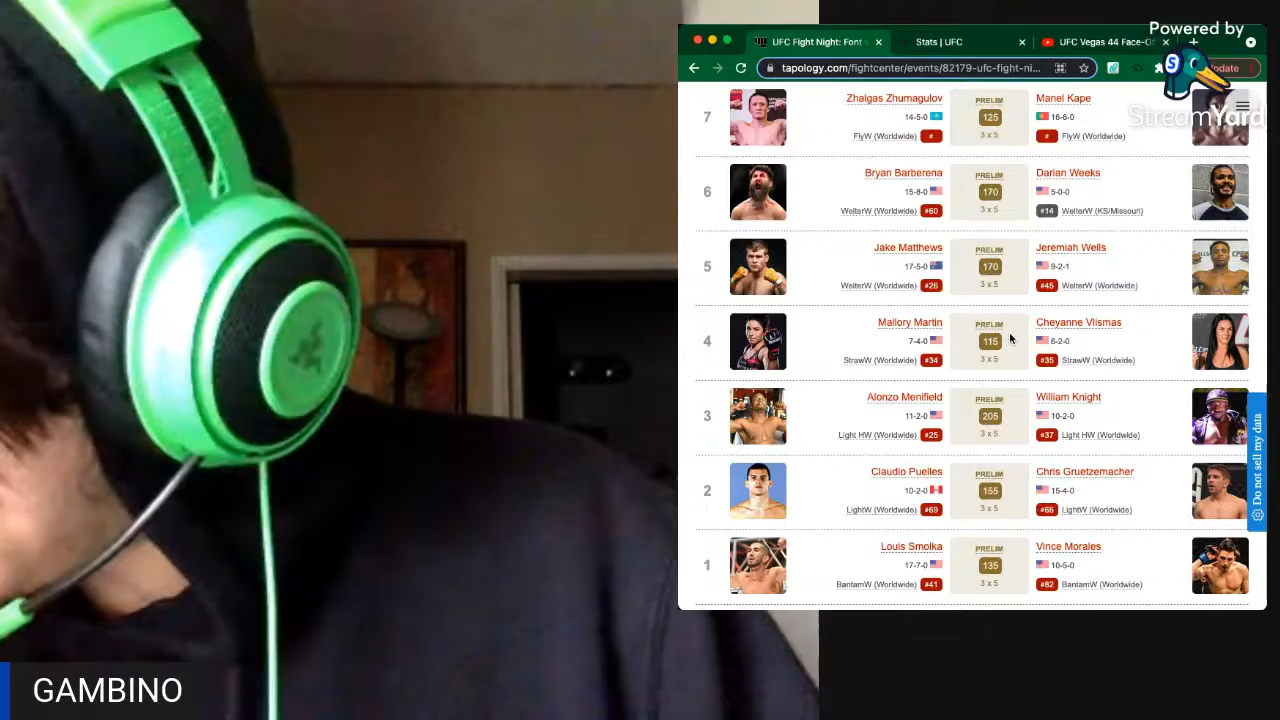 Powered by
StreamYard
UFC Fight Night: Font
Stats | UFC
UFC Vegas 44 Face-Of
tapology.com/fightcenter/events/82179-ufc-fight-ni...
Update
7
Zhalgas Zhumagulov
14-5-0
FlyW (Worldwide) #
PRELIM
125
3 x 5
Manel Kape
16-6-0
# FlyW (Worldwide)
6
Bryan Barberena
15-8-0
WelterW (Worldwide) #60
PRELIM
170
3 x 5
Darian Weeks
5-0-0
#14 WelterW (KS/Missouri)
5
Jake Matthews
17-5-0
WelterW (Worldwide) #26
PRELIM
170
3 x 5
Jeremiah Wells
9-2-1
#45 WelterW (Worldwide)
4
Mallory Martin
7-4-0
StrawW (Worldwide) #34
PRELIM
115
3 x 5
Cheyanne Vlismas
6-2-0
#35 StrawW (Worldwide)
3
Alonzo Menifield
11-2-0
Light HW (Worldwide) #25
PRELIM
205
3 x 5
William Knight
10-2-0
#37 Light HW (Worldwide)
2
Claudio Puelles
10-2-0
LightW (Worldwide) #69
PRELIM
155
3 x 5
Chris Gruetzemacher
15-4-0
#66 LightW (Worldwide)
1
Louis Smolka
17-7-0
BantamW (Worldwide) #41
PRELIM
135
3 x 5
Vince Morales
10-5-0
#82 BantamW (Worldwide)
Do not sell my data
GAMBINO